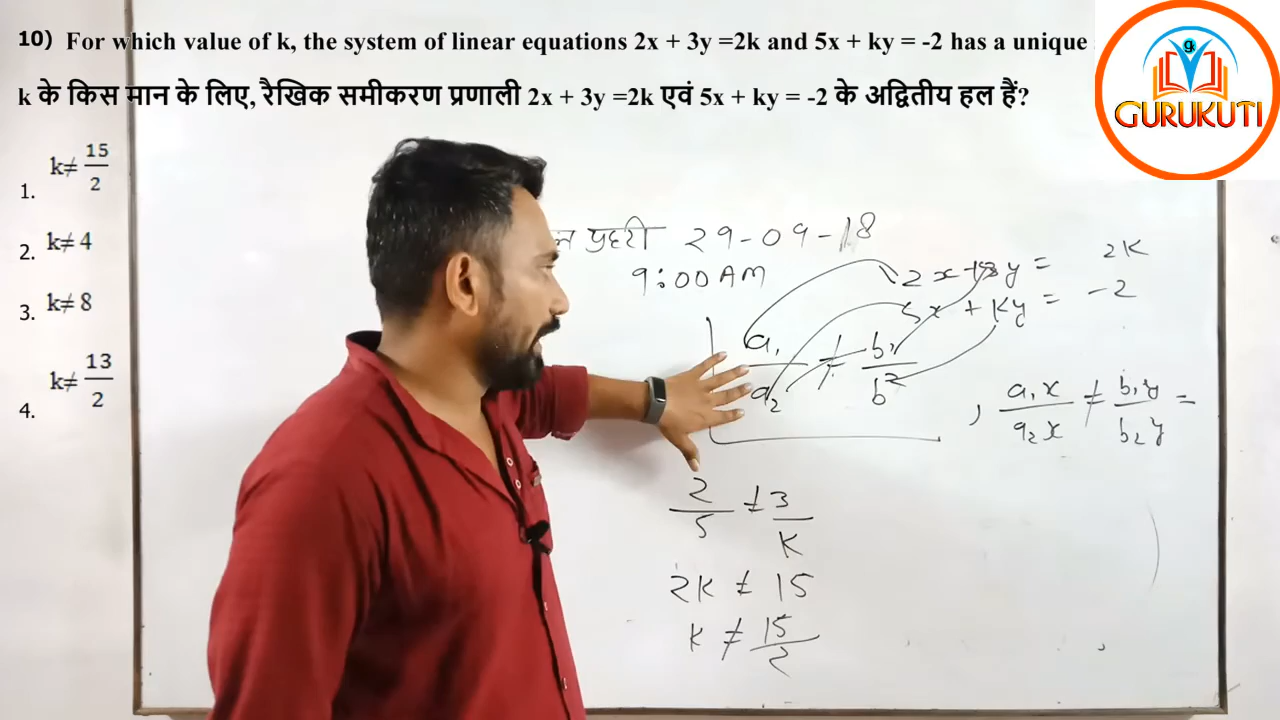 10) For which value of k, the system of linear equations 2x + 3y =2k and 5x + ky = -2 has a unique
k के किस मान के लिए, रैखिक समीकरण प्रणाली 2x + 3y =2k एवं 5x + ky = -2 के अद्वितीय हल हैं?
gk
GURUKUTI
1. k≠ 15/2
2. k≠ 4
3. k≠ 8
4. k≠ 13/2
प्रहरी 29-09-18
9:00 AM
2x + 3y = 2K
5x + Ky = -2
a₁/a₂ ≠ b₁/b2
, a₁x/a₂x ≠ b₁y/b₂y =
2/5 ≠ 3/K
2K ≠ 15
K ≠ 15/2